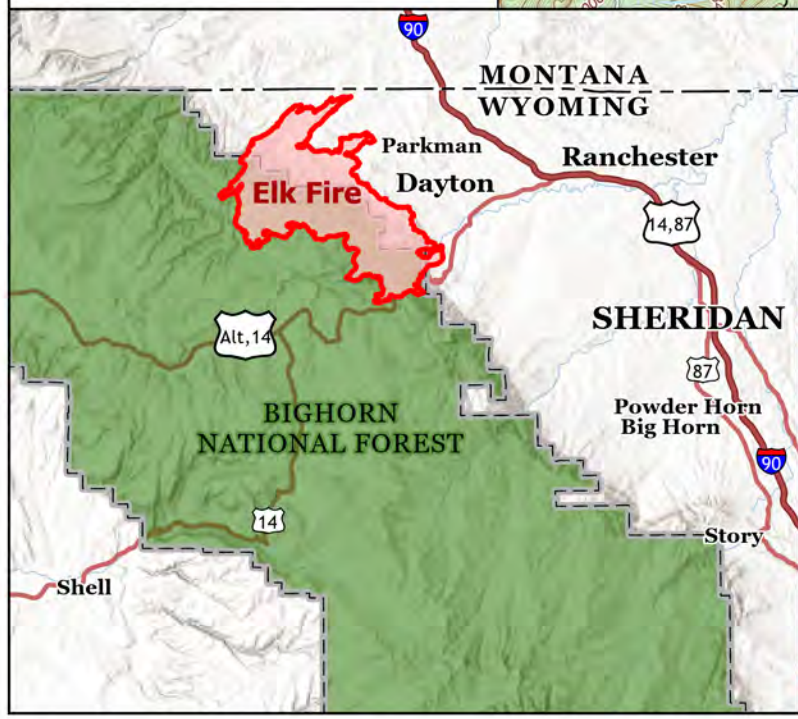 90
MONTANA
WYOMING
Parkman
Ranchester
Elk Fire
Dayton
14,87
SHERIDAN
Alt,14
87
Powder Horn
Big Horn
BIGHORN
NATIONAL FOREST
90
14
Story
Shell